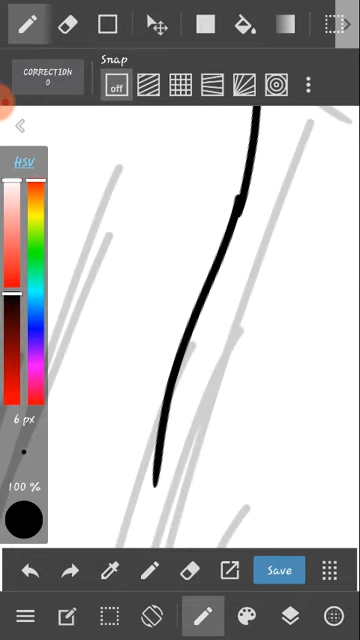 Snap
CORRECTION
0
off
HSV
6 px
100 %
Save